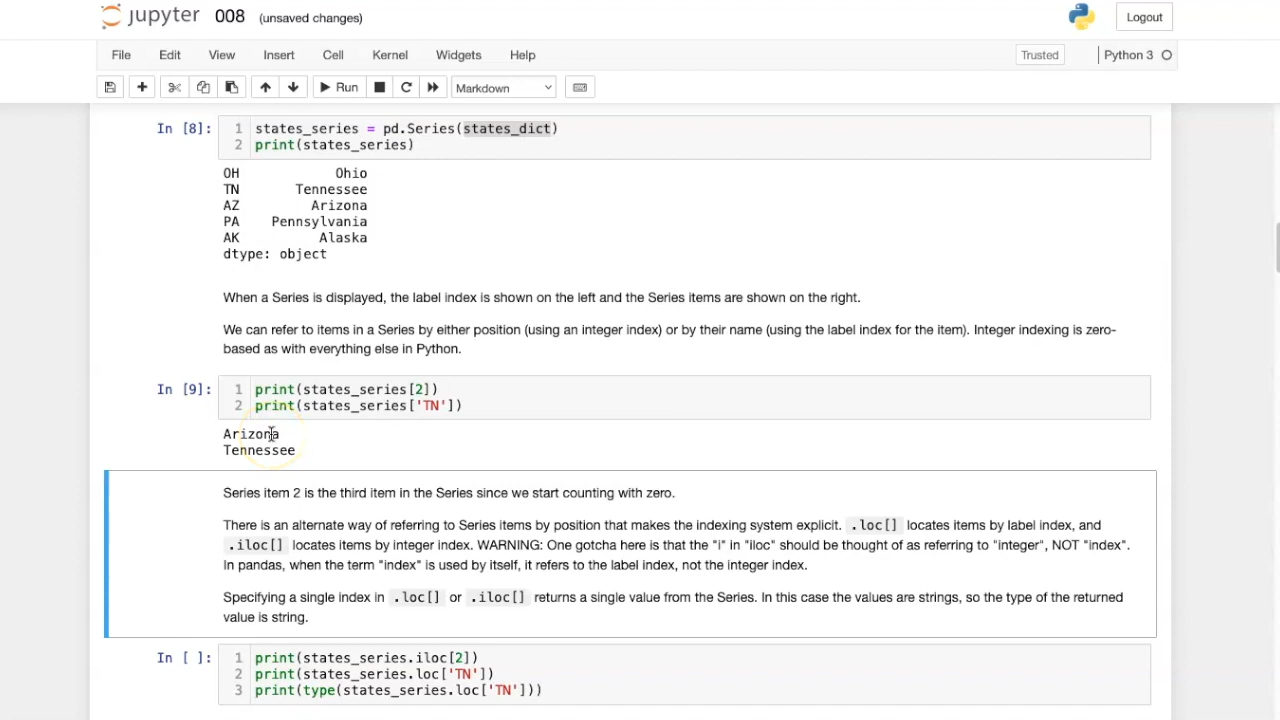 jupyter 008 (unsaved changes) Logout
File Edit View Insert Cell Kernel Widgets Help Trusted Python 3
Run Markdown
In [8]: 1 states_series = pd.Series(states_dict)
2 print(states_series)
OH Ohio
TN Tennessee
AZ Arizona
PA Pennsylvania
AK Alaska
dtype: object
When a Series is displayed, the label index is shown on the left and the Series items are shown on the right.
We can refer to items in a Series by either position (using an integer index) or by their name (using the label index for the item). Integer indexing is zero-
based as with everything else in Python.
In [9]: 1 print(states_series[2])
2 print(states_series['TN'])
Arizona
Tennessee
Series item 2 is the third item in the Series since we start counting with zero.
There is an alternate way of referring to Series items by position that makes the indexing system explicit. .loc[] locates items by label index, and
.iloc[] locates items by integer index. WARNING: One gotcha here is that the "i" in "iloc" should be thought of as referring to "integer", NOT "index".
In pandas, when the term "index" is used by itself, it refers to the label index, not the integer index.
Specifying a single index in .loc[] or .iloc[] returns a single value from the Series. In this case the values are strings, so the type of the returned
value is string.
In [ ]: 1 print(states_series.iloc[2])
2 print(states_series.loc['TN'])
3 print(type(states_series.loc['TN']))